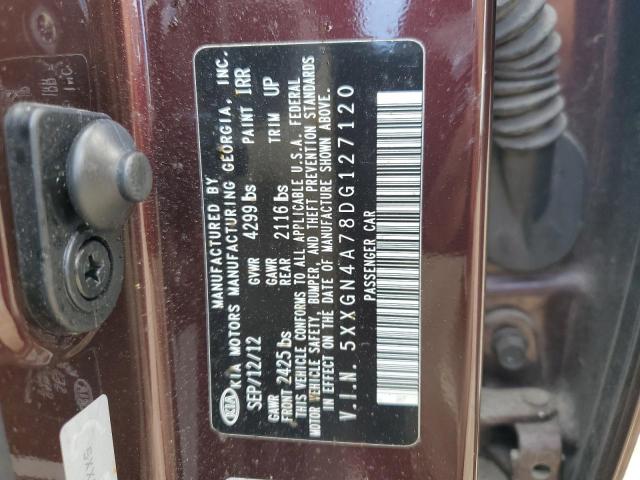 MANUFACTURED BY
KIA KIA MOTORS MANUFACTURING GEORGIA, INC.
SEP/12/12 GVWR 4299 lbs PAINT IRR
GAWR GAWR TRIM UP
FRONT 2425 lbs REAR 2116 lbs
THIS VEHICLE CONFORMS TO ALL APPLICABLE U.S.A. FEDERAL
MOTOR VEHICLE SAFETY, BUMPER, AND THEFT PREVENTION STANDARDS
IN EFFECT ON THE DATE OF MANUFACTURE SHOWN ABOVE.
V.I.N. 5XXGN4A78DG127120
PASSENGER CAR